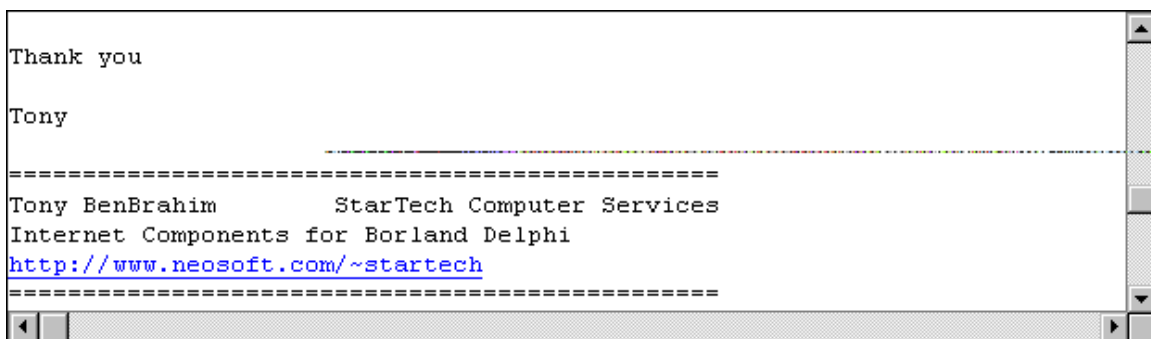 Thank you
Tony
================================================
Tony BenBrahim        StarTech Computer Services
Internet Components for Borland Delphi
http://www.neosoft.com/~startech
================================================